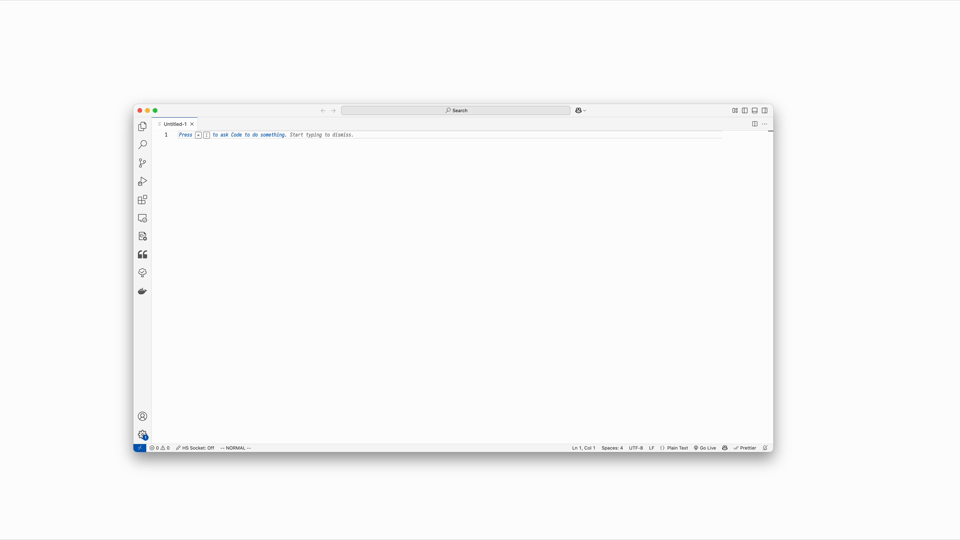 Search
Untitled-1
1 Press ⌘ I to ask Code to do something. Start typing to dismiss.
1
0 0 HS Socket: Off -- NORMAL -- Ln 1, Col 1 Spaces: 4 UTF-8 LF {} Plain Text Go Live Prettier